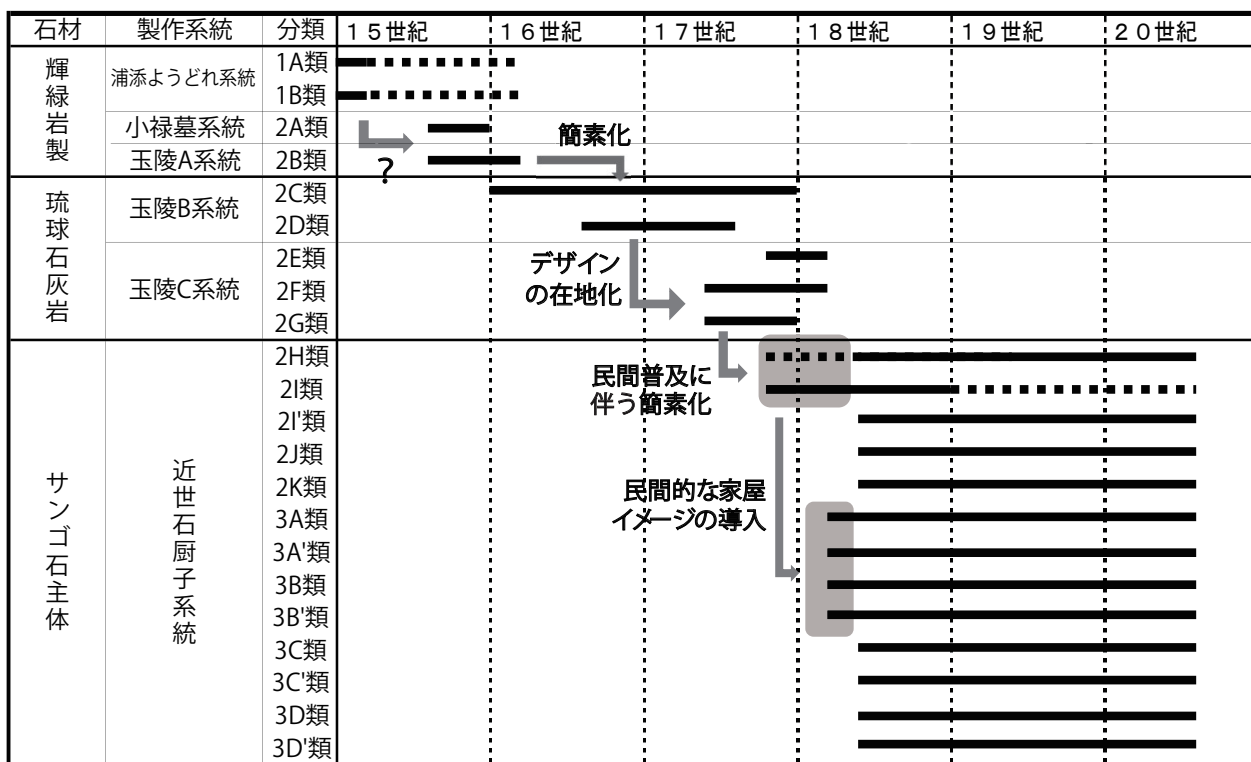 石材 製作系統 分類 15世紀 16世紀 17世紀 18世紀 19世紀 20世紀
輝緑岩製
浦添ようどれ系統
1A類
1B類
小禄墓系統 2A類
玉陵A系統 2B類
?
簡素化
琉球石灰岩
玉陵B系統
2C類
2D類
玉陵C系統
2E類
2F類
2G類
デザイン
の在地化
サンゴ石主体
近世石厨子系統
2H類
2I類
2I'類
2J類
2K類
3A類
3A'類
3B類
3B'類
3C類
3C'類
3D類
3D'類
民間普及に
伴う簡素化
民間的な家屋
イメージの導入